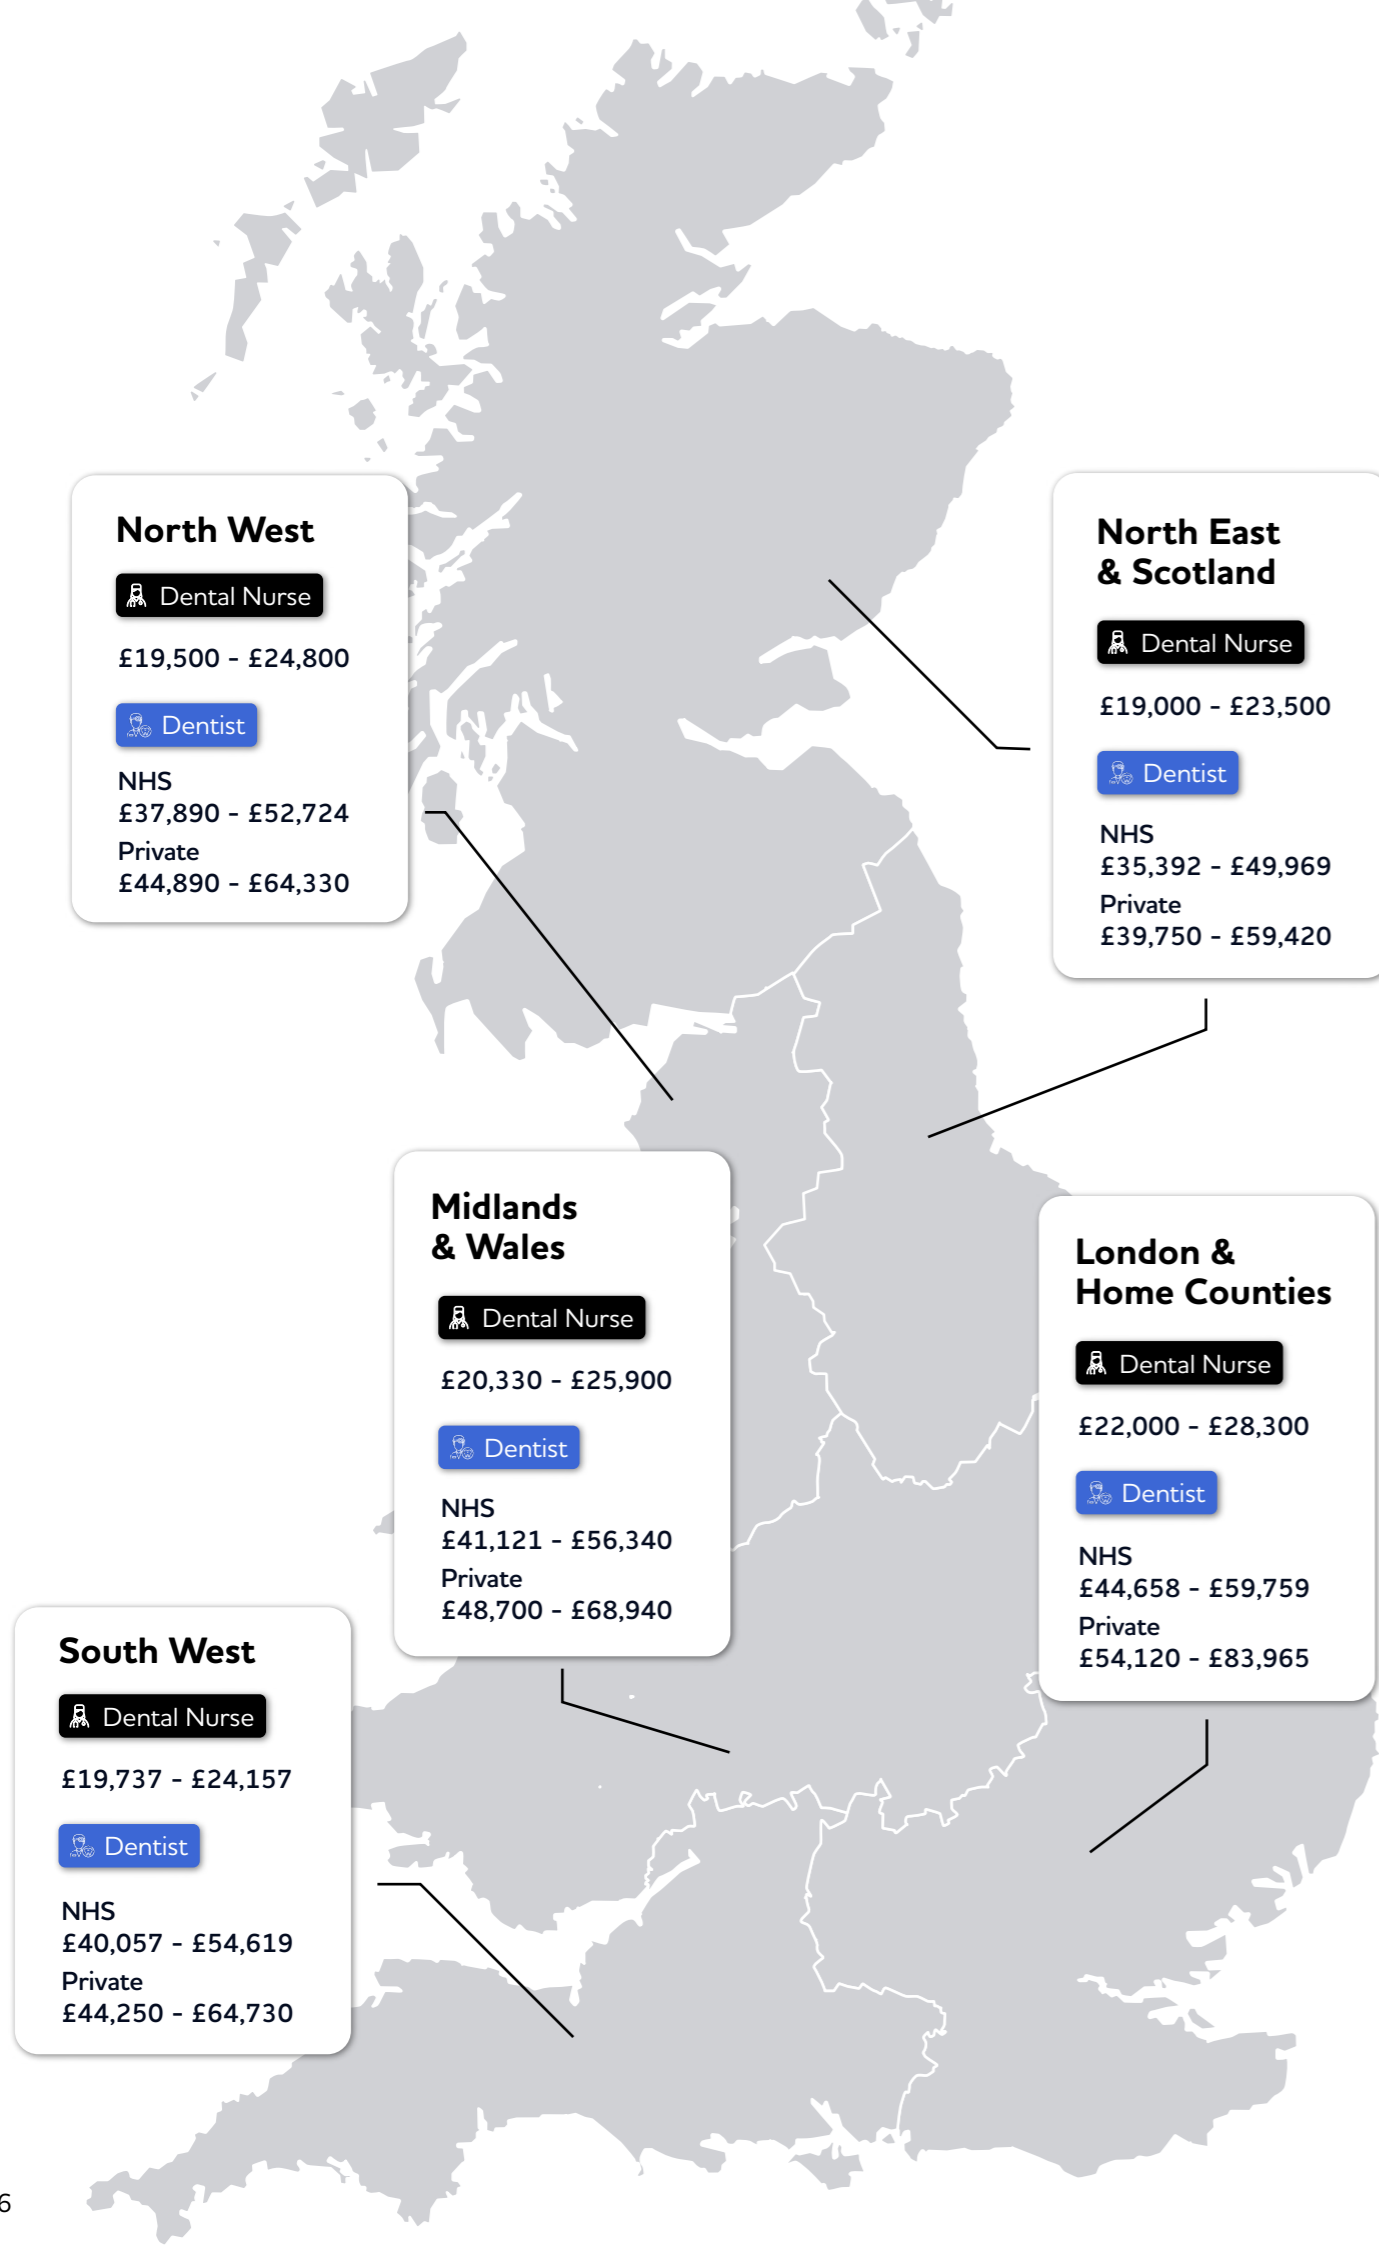 North West
Dental Nurse
£19,500 - £24,800
Dentist
NHS
£37,890 - £52,724
Private
£44,890 - £64,330
North East
& Scotland
Dental Nurse
£19,000 - £23,500
Dentist
NHS
£35,392 - £49,969
Private
£39,750 - £59,420
Midlands
& Wales
Dental Nurse
£20,330 - £25,900
Dentist
NHS
£41,121 - £56,340
Private
£48,700 - £68,940
London &
Home Counties
Dental Nurse
£22,000 - £28,300
Dentist
NHS
£44,658 - £59,759
Private
£54,120 - £83,965
South West
Dental Nurse
£19,737 - £24,157
Dentist
NHS
£40,057 - £54,619
Private
£44,250 - £64,730
6